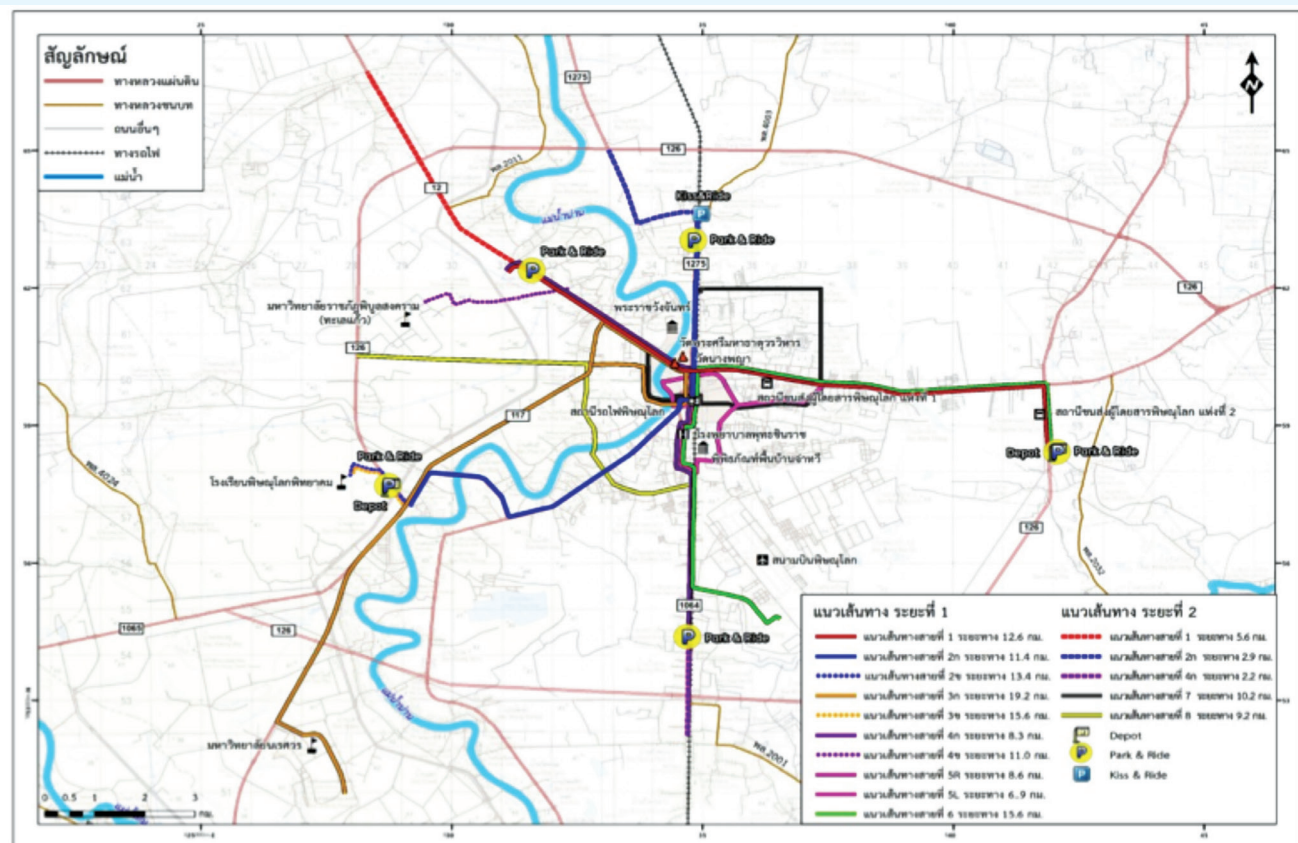 สัญลักษณ์
ทางหลวงแผ่นดิน
ทางหลวงชนบท
ถนนอื่นๆ
ทางรถไฟ
แม่น้ำ
N
1275
พล.4003
126
พล.2011
12
แม่น้ำน่าน
Kiss&Ride
Park & Ride
1275
Park & Ride
126
มหาวิทยาลัยราชภัฏพิบูลสงคราม
(ทะเลแก้ว)
พระราชวังจันทร์
วัดพระศรีมหาธาตุวรวิหาร
วัดนางพญา
126
สถานีขนส่งผู้โดยสารพิษณุโลก แห่งที่ 1
สถานีรถไฟพิษณุโลก
117
สถานีขนส่งผู้โดยสารพิษณุโลก แห่งที่ 2
โรงพยาบาลพุทธชินราช
พิพิธภัณฑ์พื้นบ้านจ่าทวี
Depot
Park & Ride
Park & Ride
โรงเรียนพิษณุโลกพิทยาคม
Depot
พล.4024
126
พล.2032
สนามบินพิษณุโลก
1065
126
1064
Park & Ride
แม่น้ำน่าน
มหาวิทยาลัยนเรศวร
พล.2001
0 0.5 1 2 3
กม.
แนวเส้นทาง ระยะที่ 1
แนวเส้นทางสายที่ 1 ระยะทาง 12.6 กม.
แนวเส้นทางสายที่ 2ก ระยะทาง 11.4 กม.
แนวเส้นทางสายที่ 2ข ระยะทาง 13.4 กม.
แนวเส้นทางสายที่ 3ก ระยะทาง 19.2 กม.
แนวเส้นทางสายที่ 3ข ระยะทาง 15.6 กม.
แนวเส้นทางสายที่ 4ก ระยะทาง 8.3 กม.
แนวเส้นทางสายที่ 4ข ระยะทาง 11.0 กม.
แนวเส้นทางสายที่ 5R ระยะทาง 8.6 กม.
แนวเส้นทางสายที่ 5L ระยะทาง 6.9 กม.
แนวเส้นทางสายที่ 6 ระยะทาง 15.6 กม.
แนวเส้นทาง ระยะที่ 2
แนวเส้นทางสายที่ 1 ระยะทาง 5.6 กม.
แนวเส้นทางสายที่ 2ก ระยะทาง 2.9 กม.
แนวเส้นทางสายที่ 4ก ระยะทาง 2.2 กม.
แนวเส้นทางสายที่ 7 ระยะทาง 10.2 กม.
แนวเส้นทางสายที่ 8 ระยะทาง 9.2 กม.
Depot
Park & Ride
Kiss & Ride